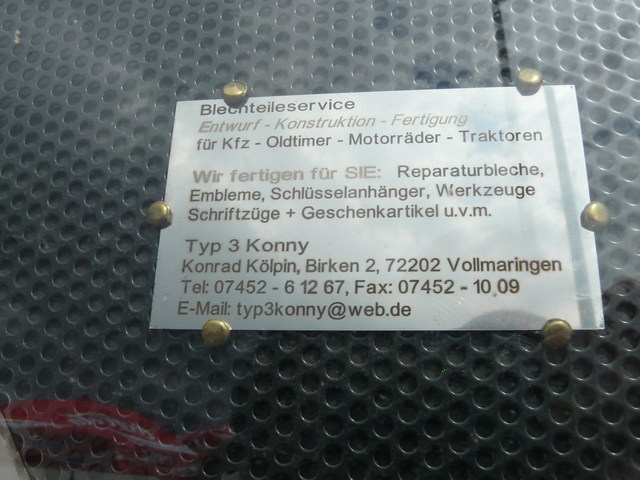 Blechteileservice
Entwurf - Konstruktion - Fertigung
für Kfz - Oldtimer - Motorräder - Traktoren
Wir fertigen für SIE: Reparaturbleche,
Embleme, Schlüsselanhänger, Werkzeuge
Schriftzüge + Geschenkartikel u.v.m.
Typ 3 Konny
Konrad Kölpin, Birken 2, 72202 Vollmaringen
Tel: 07452 - 6 12 67, Fax: 07452 - 10 09
E-Mail: typ3konny@web.de